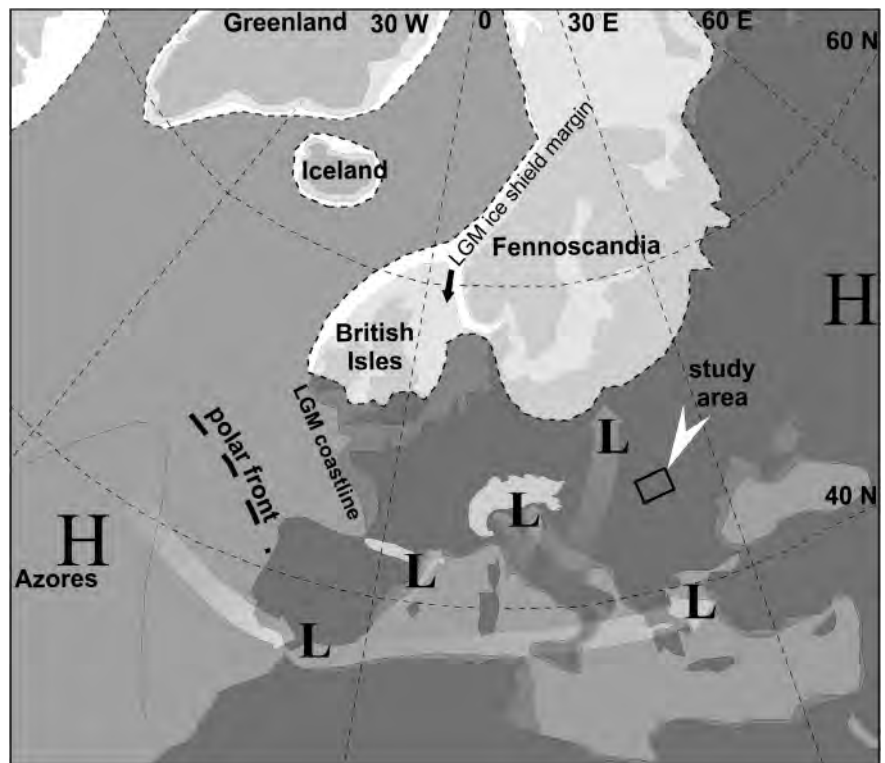 Greenland
30 W
0
30 E
60 E
60 N
Iceland
LGM ice shield margin
Fennoscandia
H
British
Isles
study
area
LGM coastline
polar front
L
L
40 N
H
L
Azores
L
L